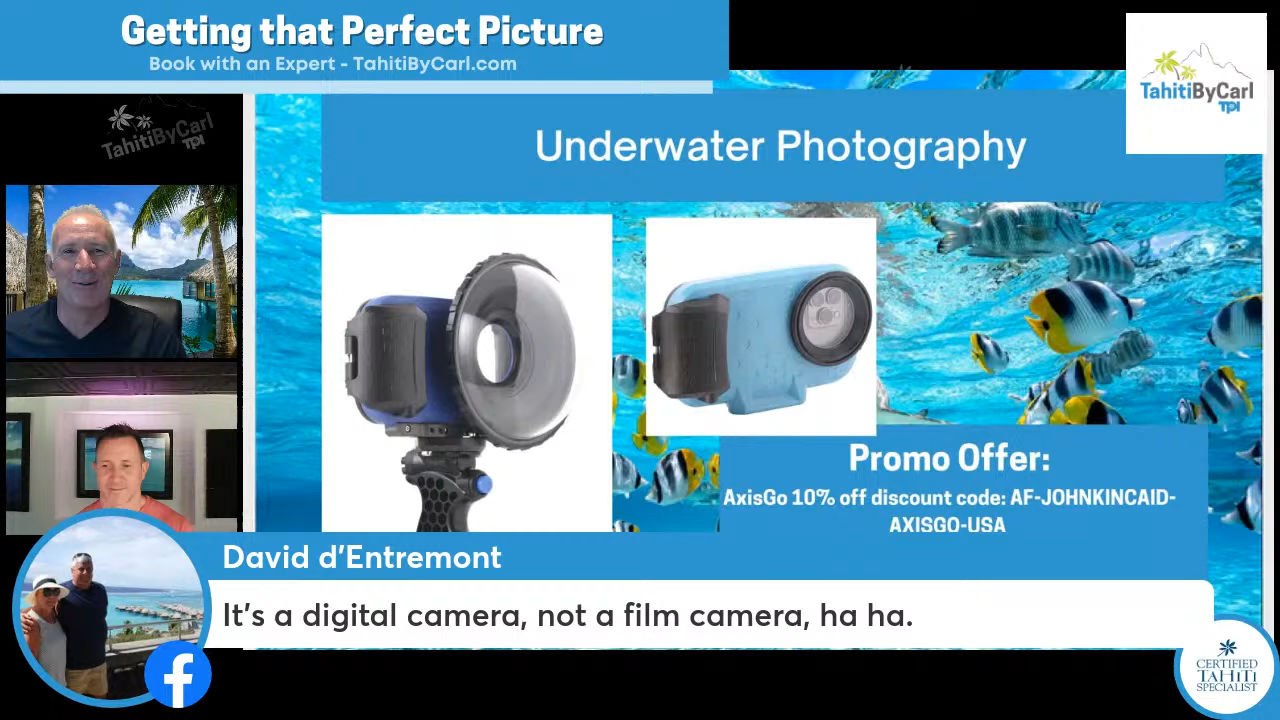 Getting that Perfect Picture
Book with an Expert - TahitiByCarl.com
TahitiByCarl
TPI
TahitiByCarl
TPI
Underwater Photography
Promo Offer:
AxisGo 10% off discount code: AF-JOHNKINCAID-
AXISGO-USA
David d'Entremont
It's a digital camera, not a film camera, ha ha.
CERTIFIED
TAHITI
SPECIALIST